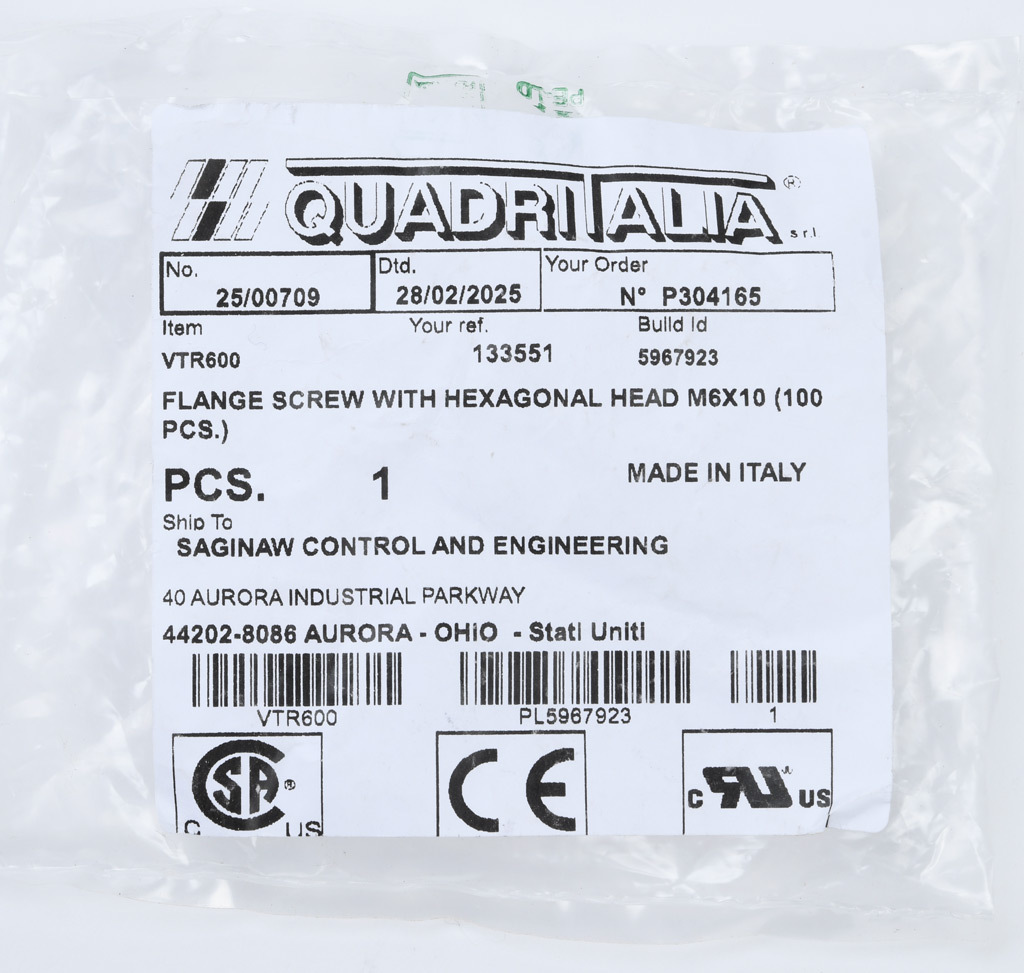 QUADRITALIA ® s r l
No. Dtd. Your Order
25/00709 28/02/2025 N° P304165
Item Your ref. Build Id
VTR600 133551 5967923
FLANGE SCREW WITH HEXAGONAL HEAD M6X10 (100
PCS.)
PCS. 1 MADE IN ITALY
Ship To
SAGINAW CONTROL AND ENGINEERING
40 AURORA INDUSTRIAL PARKWAY
44202-8086 AURORA - OHIO - Stati Uniti
VTR600 PL5967923 1
CSA ® C US
CE
C RU US